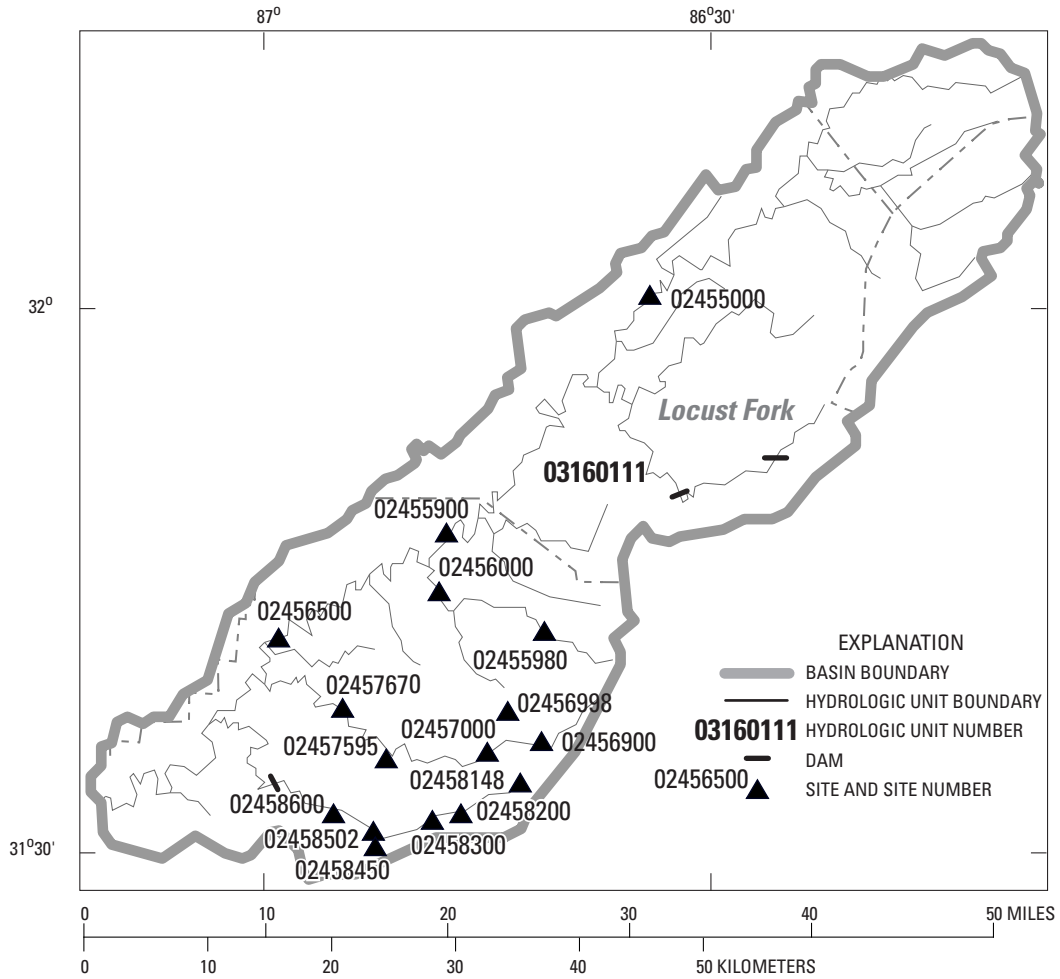 87° 86°30'
32°
02455000
Locust Fork
03160111
02455900
02456000
02456500
02455980
02457670
02456998
02457000
02456900
02457595
02458148
02458600
02458200
02458502
02458300
02458450
31°30'
EXPLANATION
BASIN BOUNDARY
HYDROLOGIC UNIT BOUNDARY
03160111 HYDROLOGIC UNIT NUMBER
DAM
02456500 SITE AND SITE NUMBER
0 10 20 30 40 50 MILES
0 10 20 30 40 50 KILOMETERS